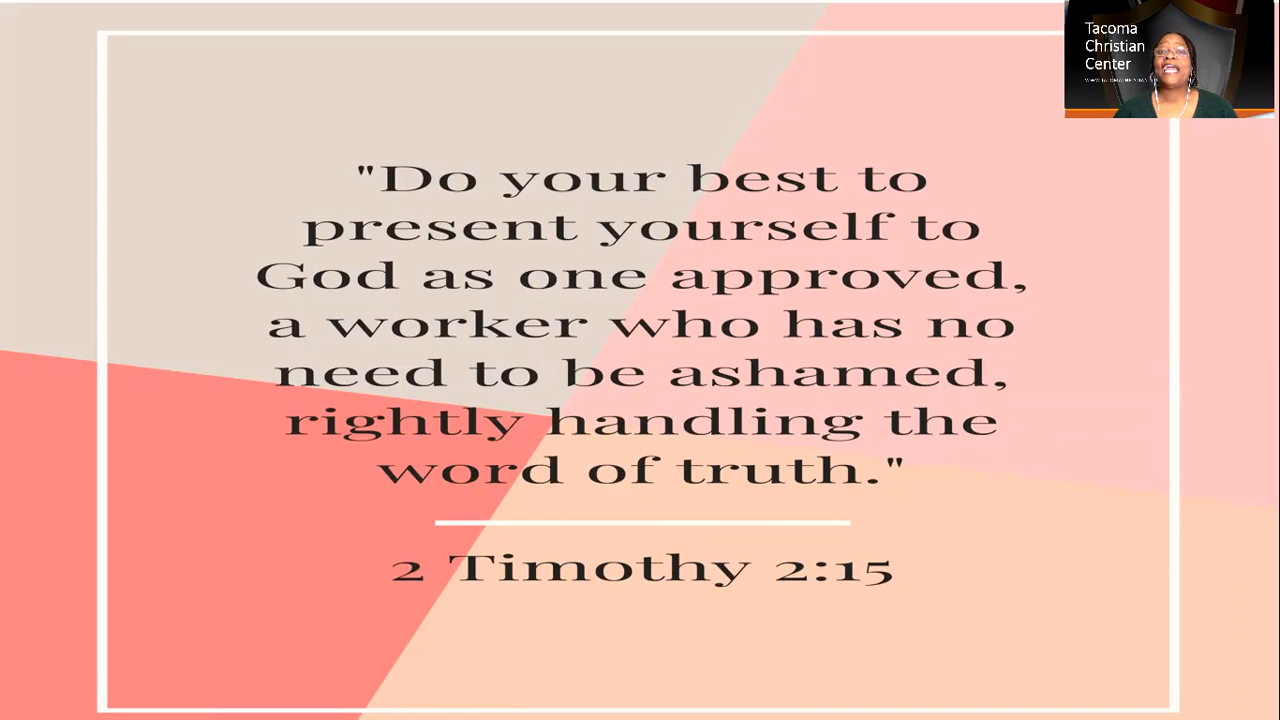 "Do your best to
present yourself to
God as one approved,
a worker who has no
need to be ashamed,
rightly handling the
word of truth."
2 Timothy 2:15
Tacoma
Christian
Center